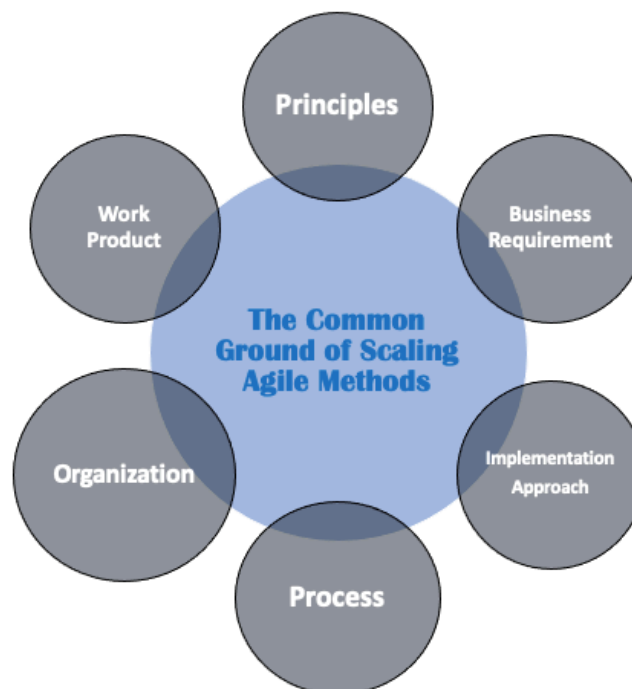 Principles
Work
Product
Business
Requirement
The Common
Ground of Scaling
Agile Methods
Organization
Implementation
Approach
Process